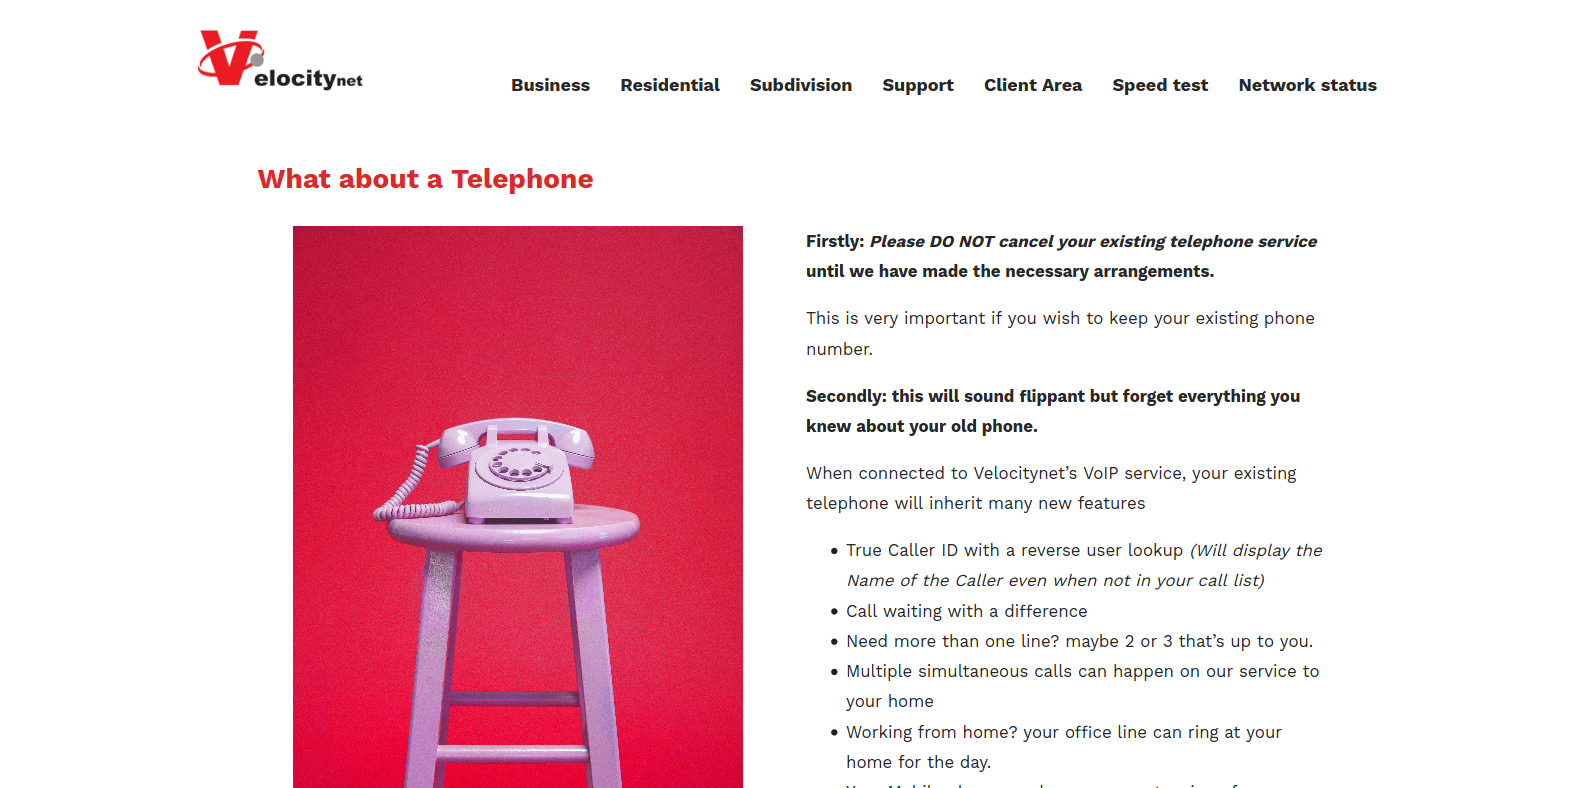 Velocitynet
Business Residential Subdivision Support Client Area Speed test Network status
What about a Telephone
Firstly: Please DO NOT cancel your existing telephone service
until we have made the necessary arrangements.
This is very important if you wish to keep your existing phone
number.
Secondly: this will sound flippant but forget everything you
knew about your old phone.
When connected to Velocitynet’s VoIP service, your existing
telephone will inherit many new features
True Caller ID with a reverse user lookup (Will display the
Name of the Caller even when not in your call list)
Call waiting with a difference
Need more than one line? maybe 2 or 3 that’s up to you.
Multiple simultaneous calls can happen on our service to
your home
Working from home? your office line can ring at your
home for the day.